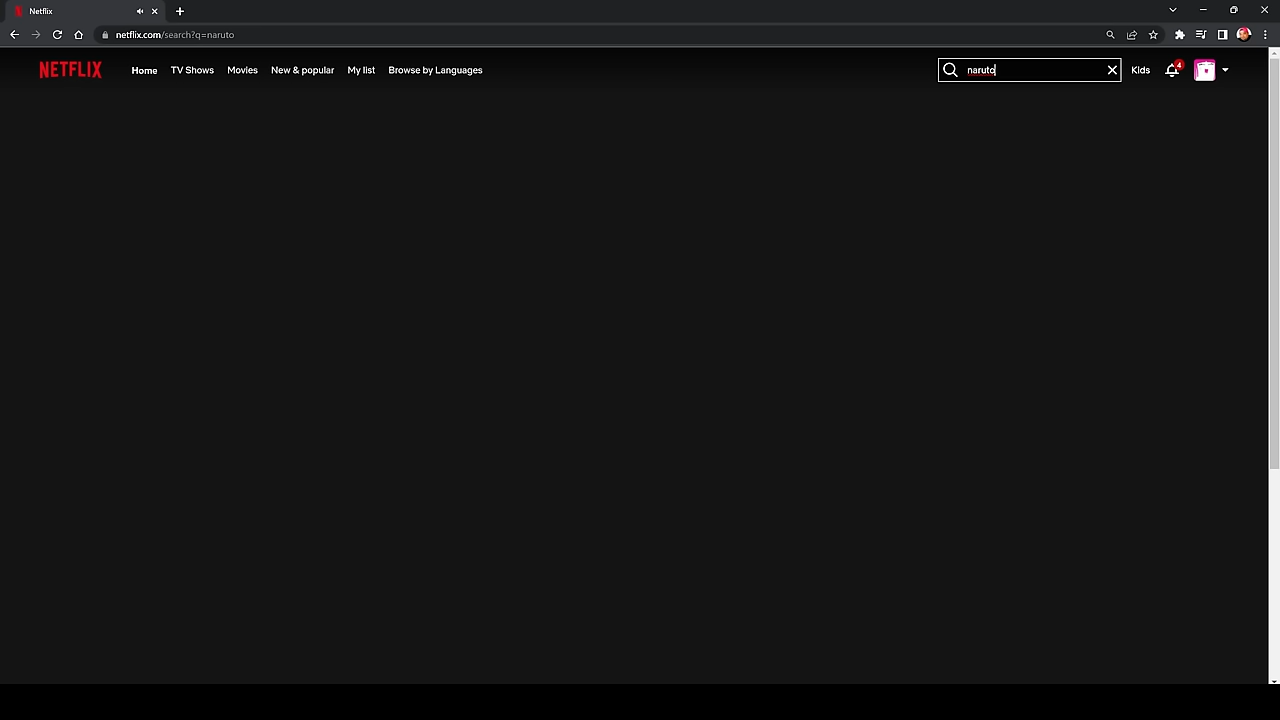 Netflix
netflix.com/search?q=naruto
NETFLIX Home TV Shows Movies New & popular My list Browse by Languages naruto Kids 4